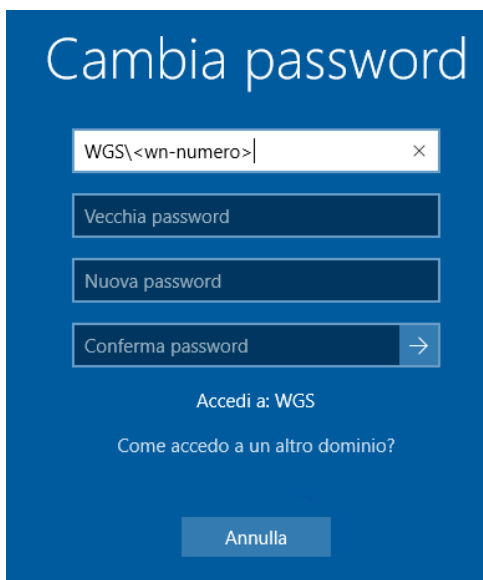 Cambia password
WGS\<wn-numero>
Vecchia password
Nuova password
Conferma password
Accedi a: WGS
Come accedo a un altro dominio?
Annulla